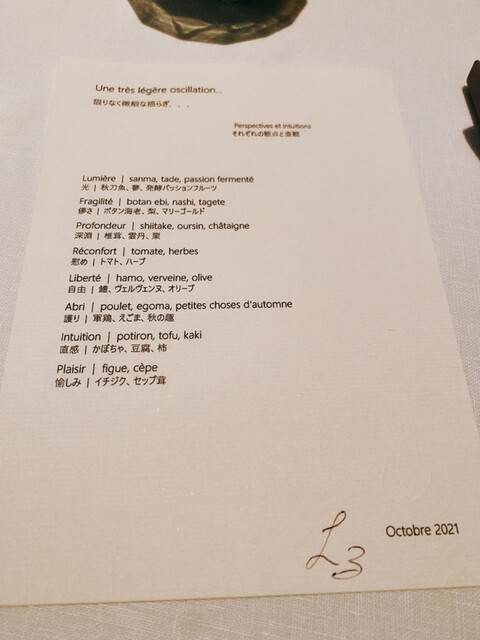 Une très légère oscillation...
限りなく微細な揺らぎ...
Perspectives et Intuitions
それぞれの観点と直観
Lumière | sanma, tade, passion fermenté
光 | 秋刀魚、蓼、発酵パッションフルーツ
Fragilité | botan ebi, nashi, tagete
儚さ | ボタン海老、梨、マリーゴールド
Profondeur | shiitake, oursin, châtaigne
深淵 | 椎茸、雲丹、栗
Réconfort | tomate, herbes
慰め | トマト、ハーブ
Liberté | hamo, verveine, olive
自由 | 鱧、ヴェルヴェンヌ、オリーブ
Abri | poulet, egoma, petites choses d'automne
護り | 軍鶏、えごま、秋の趣
Intuition | potiron, tofu, kaki
直感 | かぼちゃ、豆腐、柿
Plaisir | figue, cèpe
愉しみ | イチジク、セップ茸
Octobre 2021